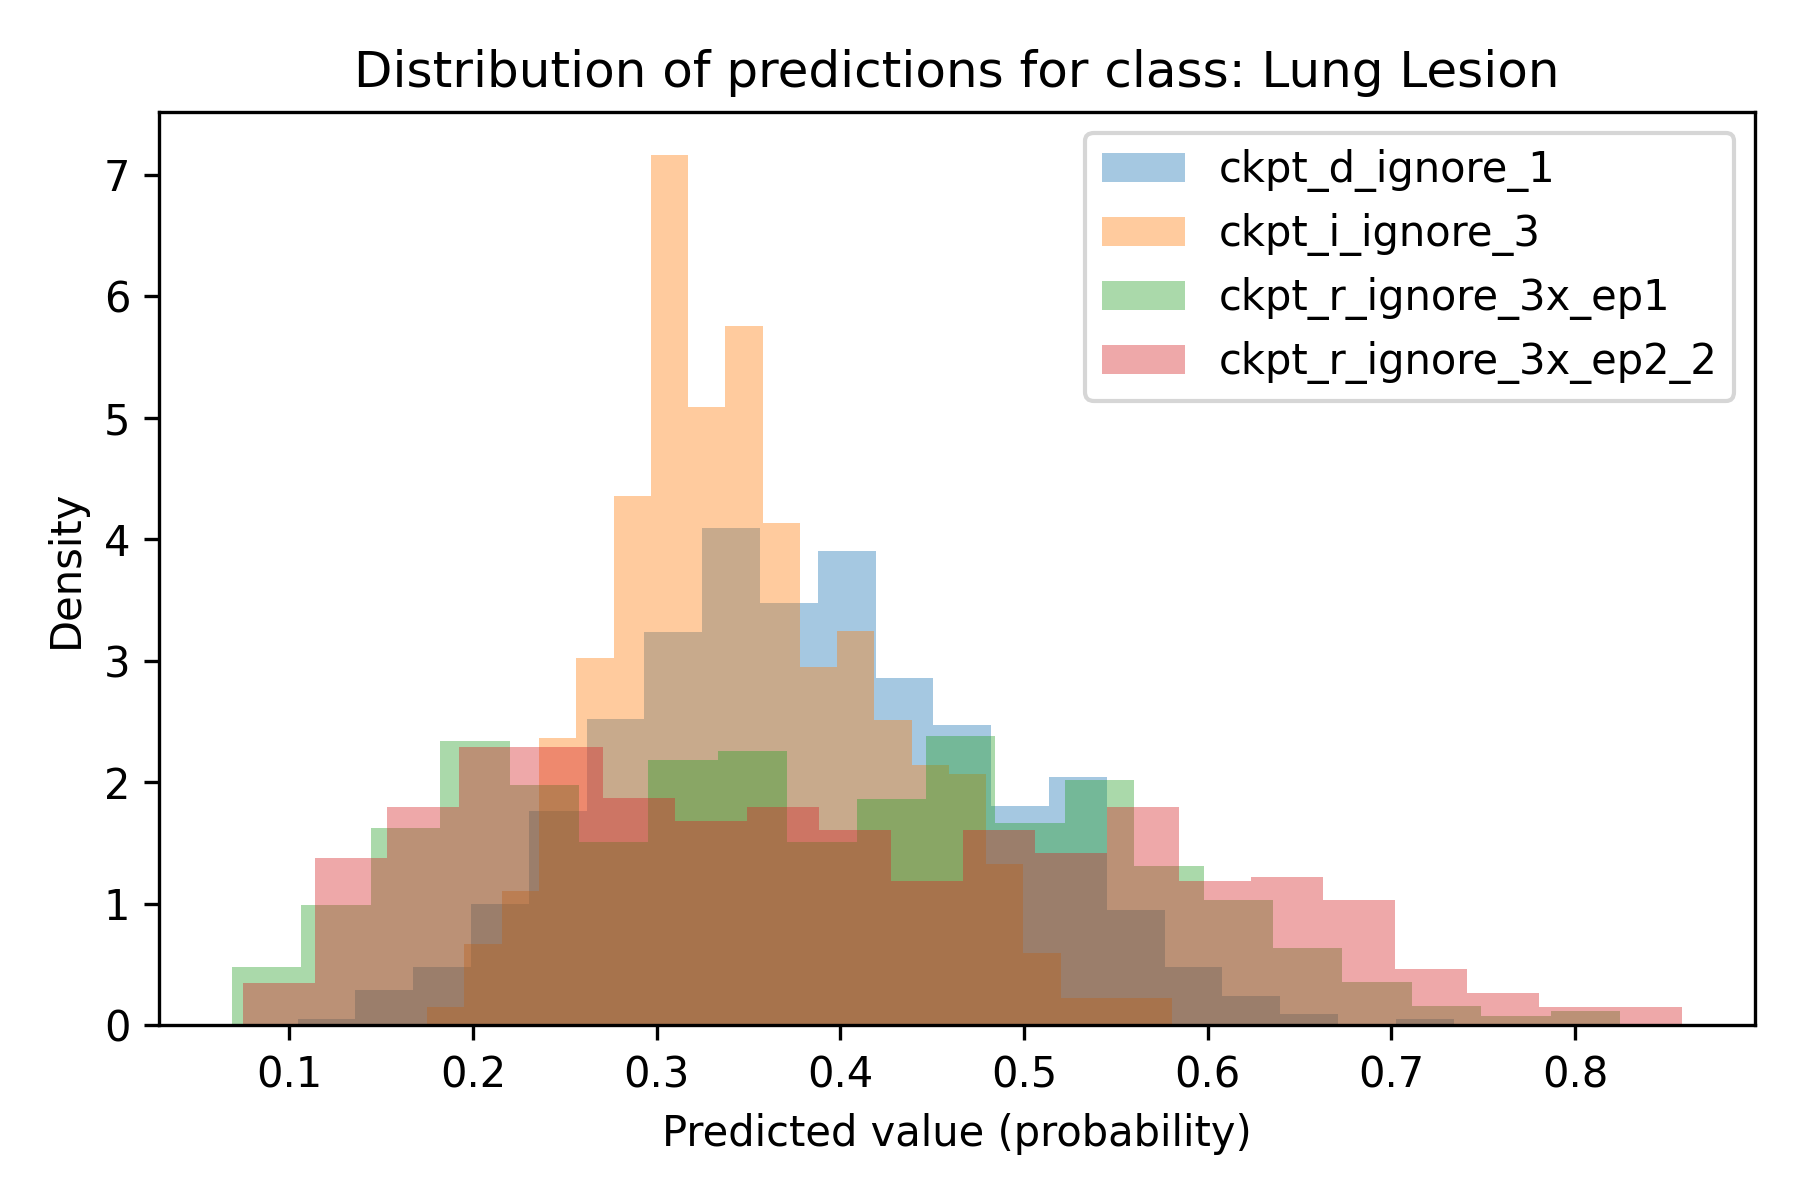 Distribution of predictions for class: Lung Lesion
ckpt_d_ignore_1
ckpt_i_ignore_3
ckpt_r_ignore_3x_ep1
ckpt_r_ignore_3x_ep2_2
7
6
5
4
3
2
1
0
Density
0.1 0.2 0.3 0.4 0.5 0.6 0.7 0.8
Predicted value (probability)